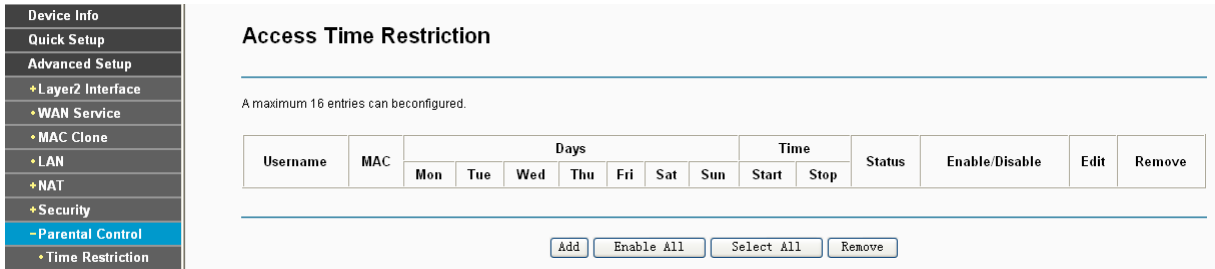 Device Info
Quick Setup
Advanced Setup
+Layer2 Interface
•WAN Service
•MAC Clone
•LAN
+NAT
+Security
-Parental Control
•Time Restriction
Access Time Restriction
A maximum 16 entries can beconfigured.
Username MAC Days Time Status Enable/Disable Edit Remove
Mon Tue Wed Thu Fri Sat Sun Start Stop
Add Enable All Select All Remove